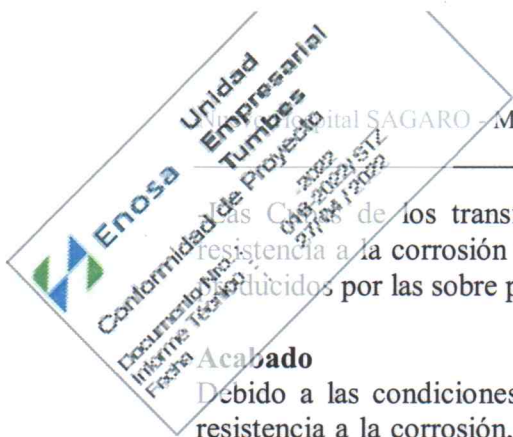 Enosa
Unidad
Empresarial
Tumbes
Conformidad de Proyecto
Documento Nro. : -2022
Informe Técnico : 018-2022/STZ
Fecha : 27/04/2022
Nuevo Hospital SAGARO - M
Las Cubas de los transf
resistencia a la corrosión
producidos por las sobre p
Acabado
Debido a las condiciones
resistencia a la corrosión,